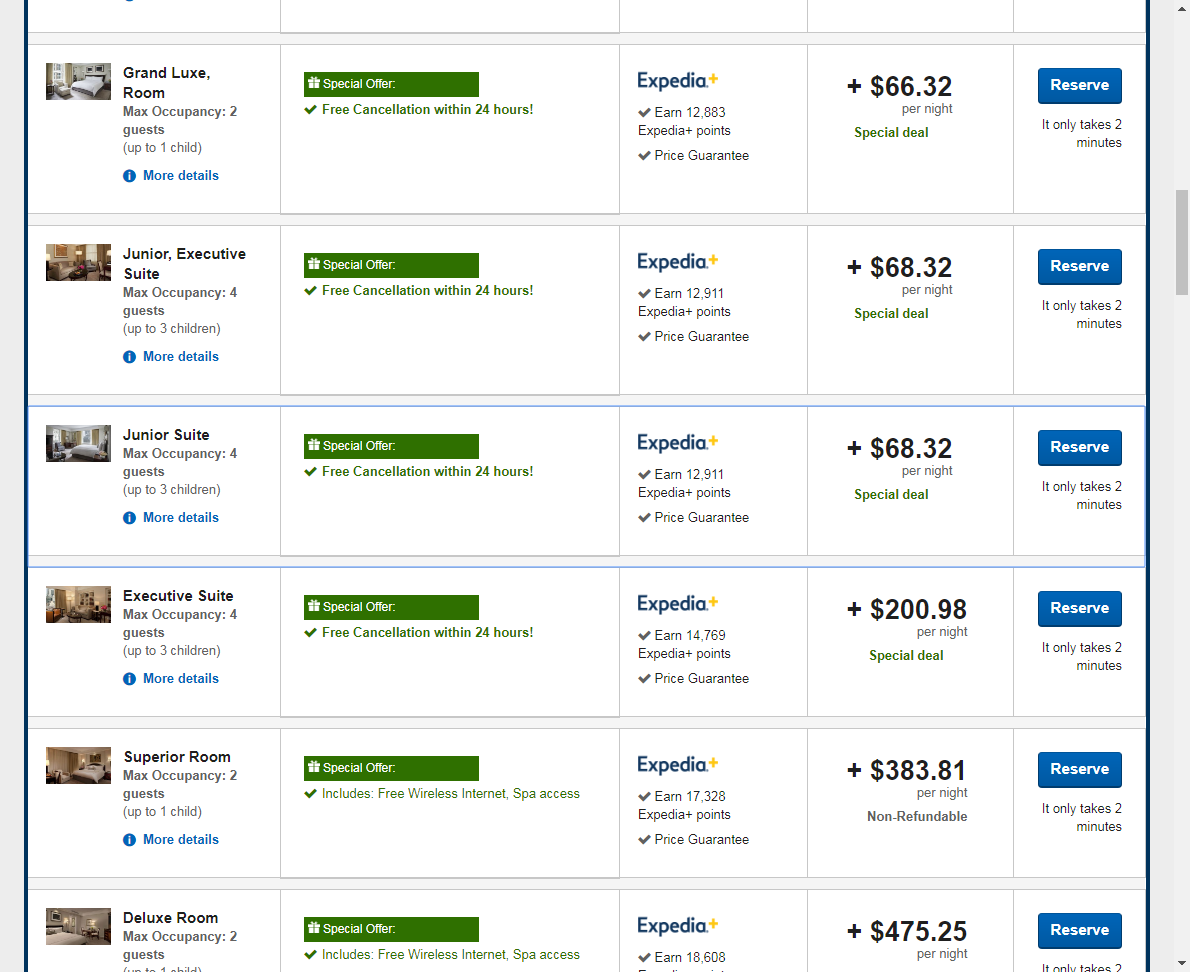 Grand Luxe,
Room
Max Occupancy: 2
guests
(up to 1 child)
More details
Special Offer:
Free Cancellation within 24 hours!
Expedia+
Earn 12,883
Expedia+ points
Price Guarantee
+ $66.32
per night
Special deal
Reserve
It only takes 2
minutes
Junior, Executive
Suite
Max Occupancy: 4
guests
(up to 3 children)
More details
Special Offer:
Free Cancellation within 24 hours!
Expedia+
Earn 12,911
Expedia+ points
Price Guarantee
+ $68.32
per night
Special deal
Reserve
It only takes 2
minutes
Junior Suite
Max Occupancy: 4
guests
(up to 3 children)
More details
Special Offer:
Free Cancellation within 24 hours!
Expedia+
Earn 12,911
Expedia+ points
Price Guarantee
+ $68.32
per night
Special deal
Reserve
It only takes 2
minutes
Executive Suite
Max Occupancy: 4
guests
(up to 3 children)
More details
Special Offer:
Free Cancellation within 24 hours!
Expedia+
Earn 14,769
Expedia+ points
Price Guarantee
+ $200.98
per night
Special deal
Reserve
It only takes 2
minutes
Superior Room
Max Occupancy: 2
guests
(up to 1 child)
More details
Special Offer:
Includes: Free Wireless Internet, Spa access
Expedia+
Earn 17,328
Expedia+ points
Price Guarantee
+ $383.81
per night
Non-Refundable
Reserve
It only takes 2
minutes
Deluxe Room
Max Occupancy: 2
guests
(up to 1 child)
Special Offer:
Includes: Free Wireless Internet, Spa access
Expedia+
Earn 18,608
+ $475.25
per night
Reserve
It only takes 2